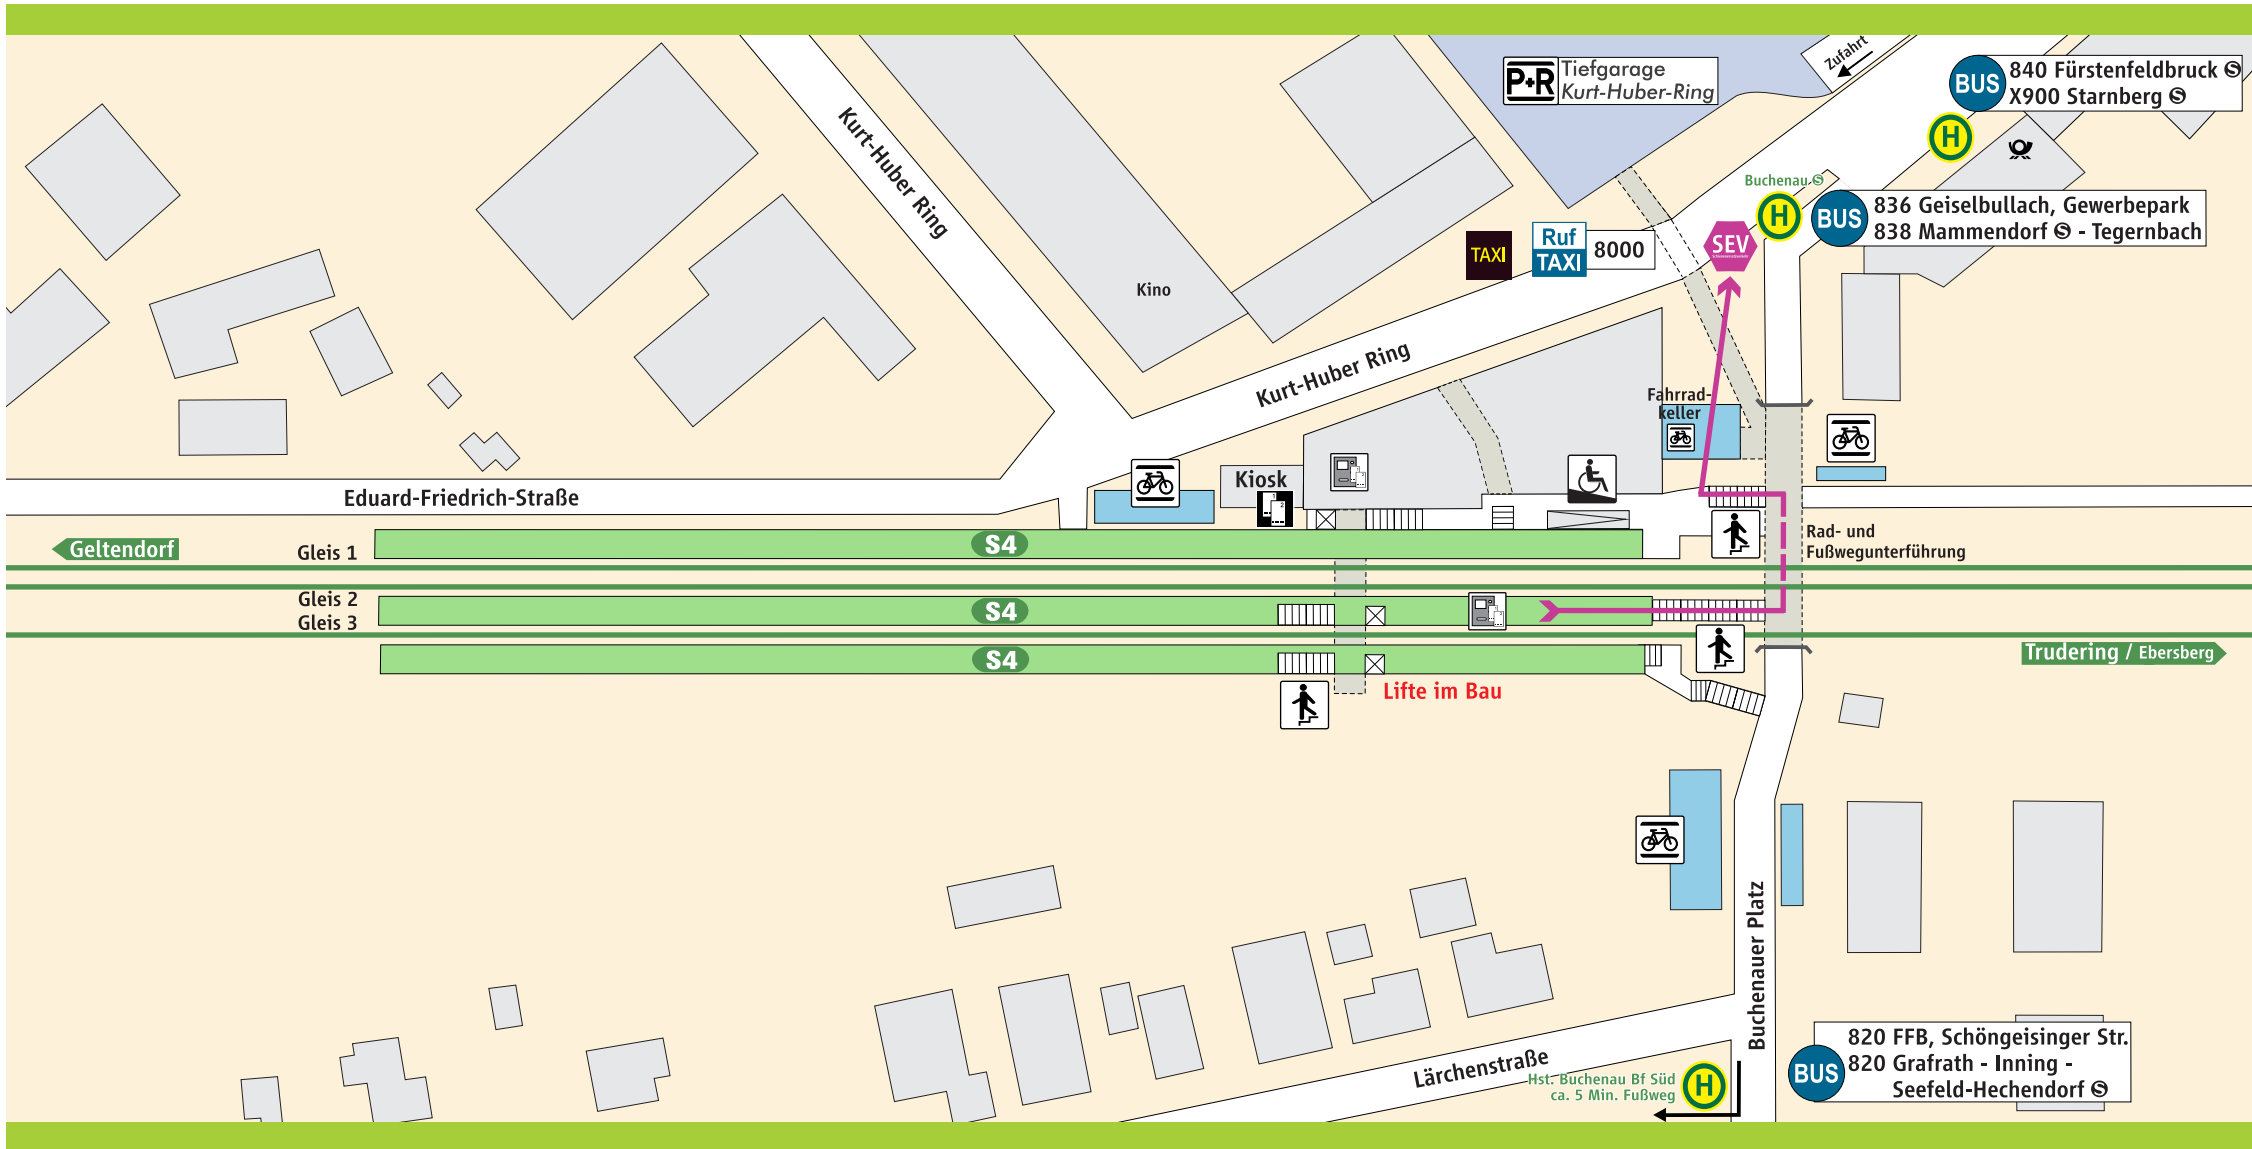 Zufahrt
P+R
Tiefgarage
Kurt-Huber-Ring
BUS
840 Fürstenfeldbruck S
X900 Starnberg S
H
Kurt-Huber Ring
Buchenau S
H
BUS
836 Geiselbullach, Gewerbepark
838 Mammendorf S - Tegernbach
TAXI
Ruf
TAXI
8000
SEV
Kino
Kurt-Huber Ring
Fahrrad-
keller
Kiosk
Eduard-Friedrich-Straße
Geltendorf
Gleis 1
S4
Rad- und
Fußwegunterführung
Gleis 2
S4
Gleis 3
S4
Trudering / Ebersberg
Lifte im Bau
Buchenauer Platz
Lärchenstraße
Hst. Buchenau Bf Süd
ca. 5 Min. Fußweg
H
BUS
820 FFB, Schöngeisinger Str.
820 Grafrath - Inning -
Seefeld-Hechendorf S